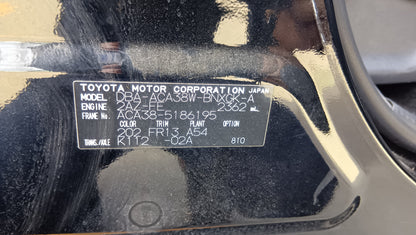 TOYOTA MOTOR CORPORATION JAPAN
MODEL DBA-ACA38W-BNXGK-A
ENGINE 2AZ-FE 2362 mL
FRAME No. ACA38-5186195
COLOR TRIM PLANT OPTION
202 FR13 A54
TRANS./AXLE K112 -02A 810